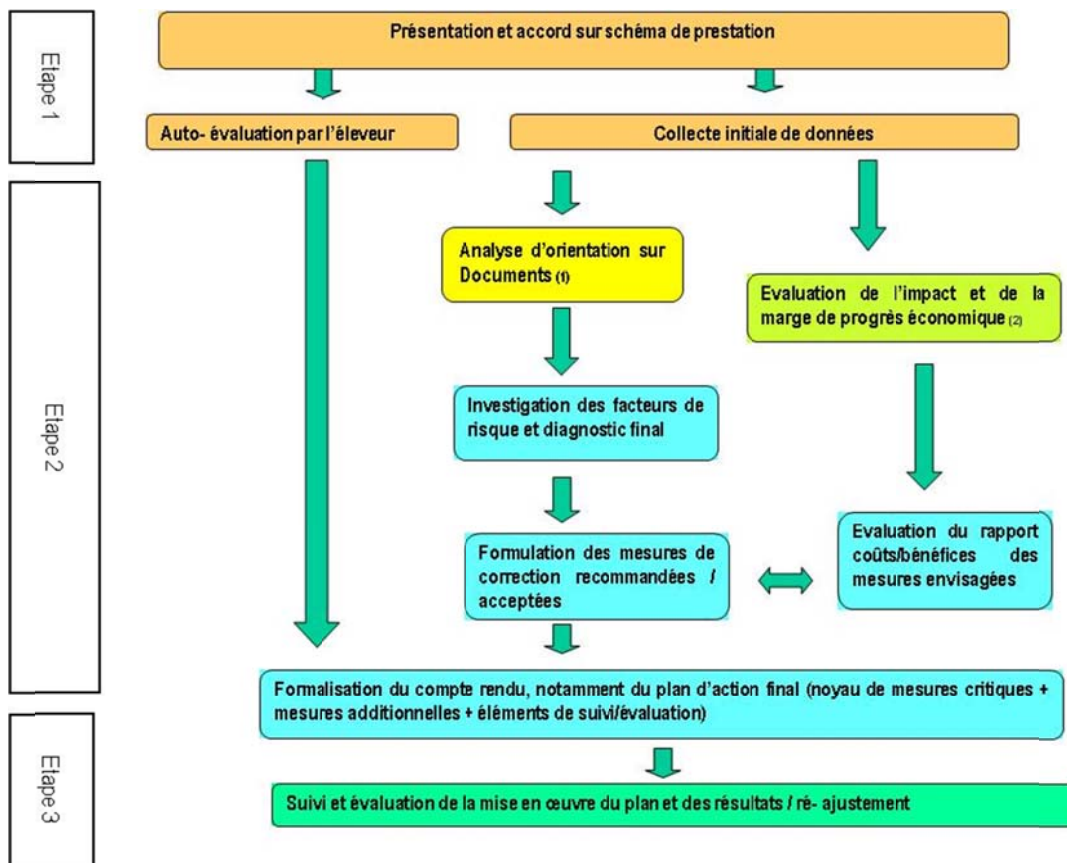 Etape 1
Présentation et accord sur schéma de prestation
Auto- évaluation par l'éleveur
Collecte initiale de données
Etape 2
Analyse d'orientation sur
Documents (1)
Evaluation de l'impact et de la
marge de progrès économique (2)
Investigation des facteurs de
risque et diagnostic final
Formulation des mesures de
correction recommandées /
acceptées
Evaluation du rapport
coûts/bénéfices des
mesures envisagées
Formalisation du compte rendu, notamment du plan d'action final (noyau de mesures critiques +
mesures additionnelles + éléments de suivi/évaluation)
Etape 3
Suivi et évaluation de la mise en œuvre du plan et des résultats / ré- ajustement